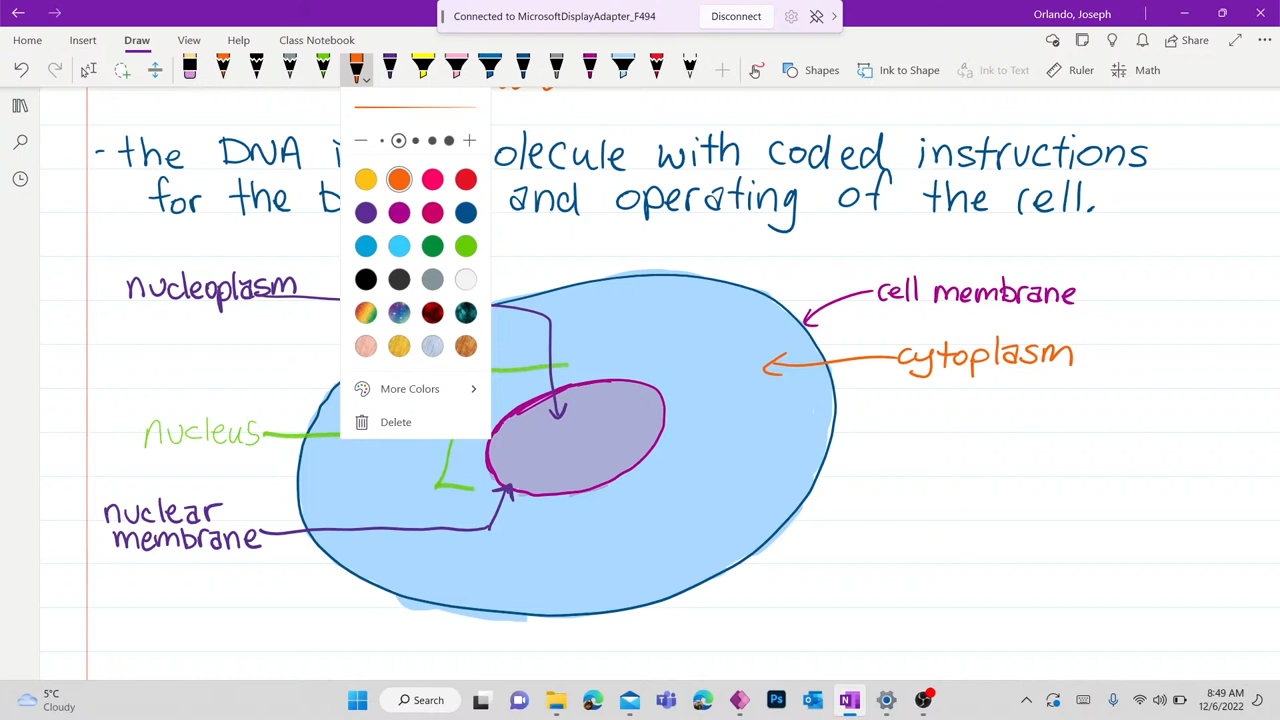 Connected to MicrosoftDisplayAdapter_F494
Disconnect
Orlando, Joseph
Home
Insert
Draw
View
Help
Class Notebook
Share
Shapes
Ink to Shape
Ink to Text
Ruler
Math
- the DNA i olecule with coded instructions
for the b and operating of the cell.
More Colors
Delete
nucleoplasm
cell membrane
cytoplasm
nucleus
nuclear
membrane
5°C
Cloudy
Search
8:49 AM
12/6/2022